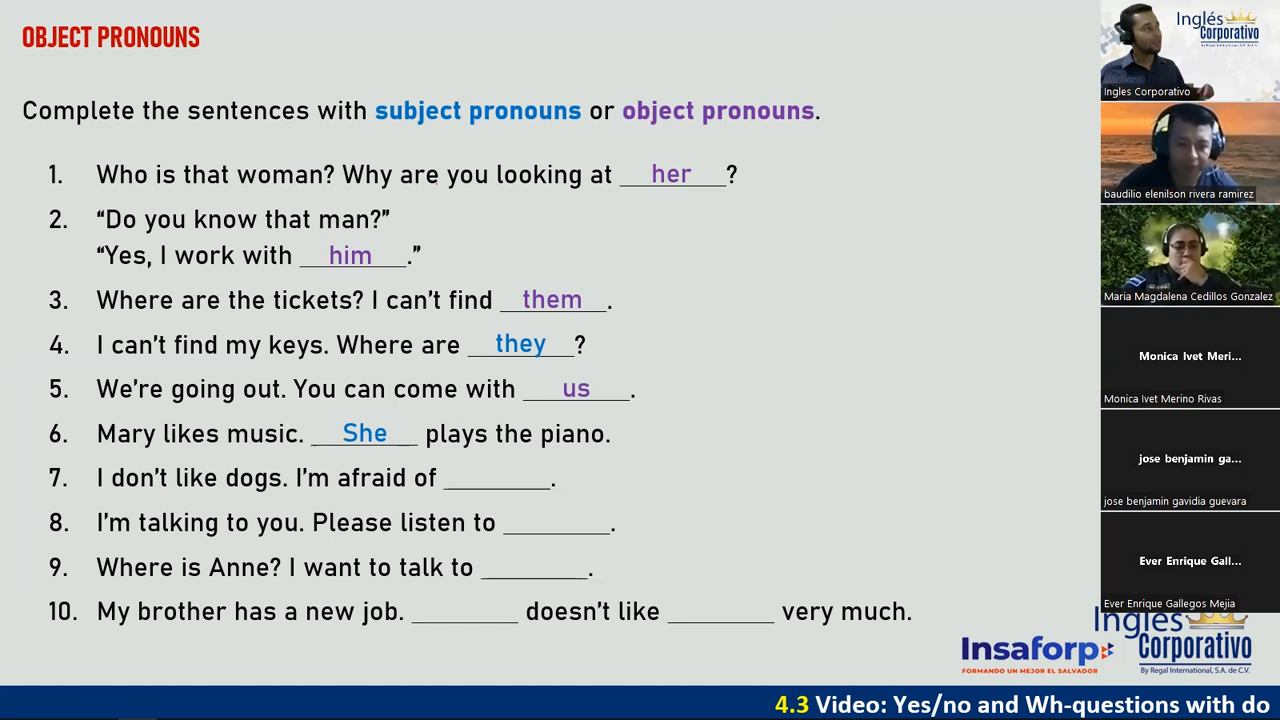 OBJECT PRONOUNS
Complete the sentences with subject pronouns or object pronouns.
1. Who is that woman? Why are you looking at ___her___?
2. “Do you know that man?”
“Yes, I work with ___him___.”
3. Where are the tickets? I can’t find ___them___.
4. I can’t find my keys. Where are ___they___?
5. We’re going out. You can come with ___us___.
6. Mary likes music. ___She___ plays the piano.
7. I don’t like dogs. I’m afraid of ________.
8. I’m talking to you. Please listen to ________.
9. Where is Anne? I want to talk to ________.
10. My brother has a new job. ________ doesn’t like ________ very much.
Inglés
Corporativo
Ingles Corporativo
baudilio elenilson rivera ramirez
Maria Magdalena Cedillos Gonzalez
Monica Ivet Meri...
Monica Ivet Merino Rivas
jose benjamin ga...
jose benjamin gavidia guevara
Ever Enrique Gall...
Ever Enrique Gallegos Mejia
Insaforp
FORMANDO UN MEJOR EL SALVADOR
Inglés
Corporativo
By Regal International, S.A. de C.V.
4.3 Video: Yes/no and Wh-questions with do